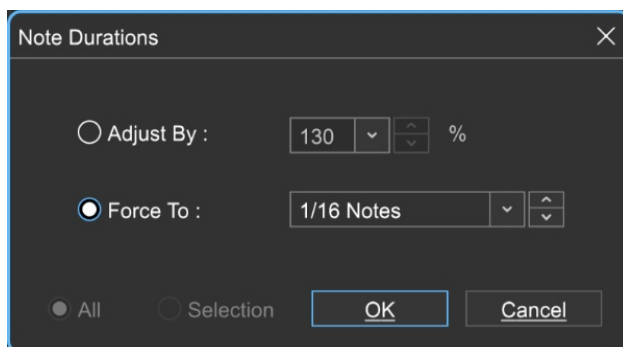 Note Durations
Adjust By : 130 %
Force To : 1/16 Notes
All Selection OK Cancel